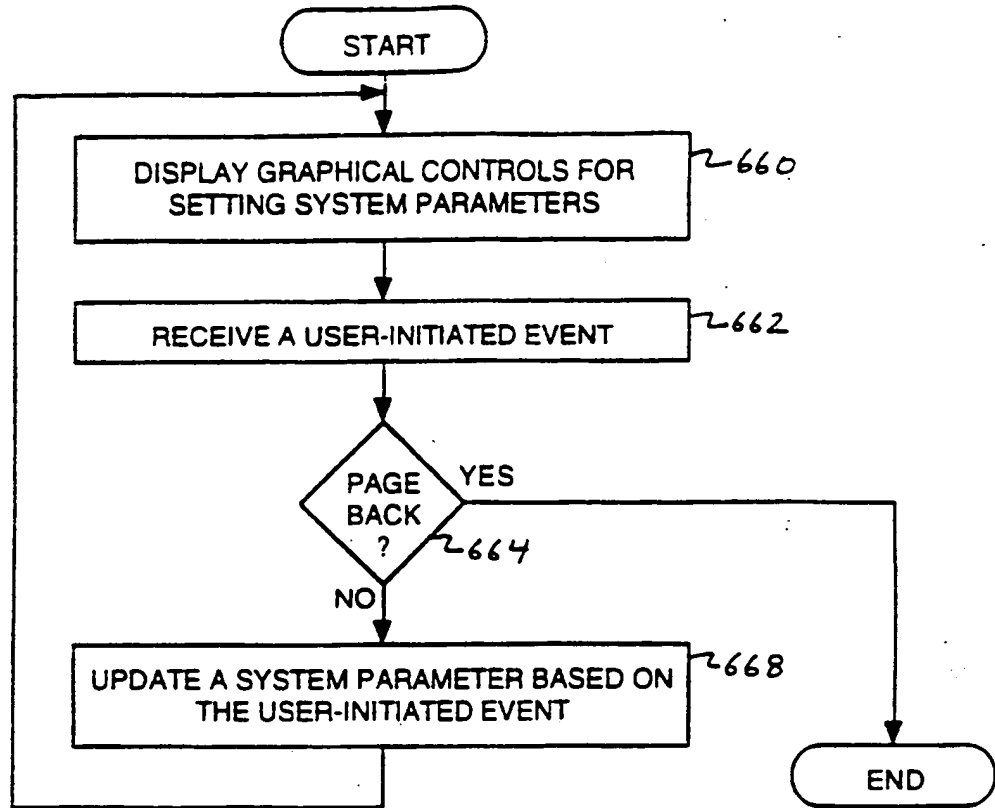 START
DISPLAY GRAPHICAL CONTROLS FOR
SETTING SYSTEM PARAMETERS
660
RECEIVE A USER-INITIATED EVENT
662
PAGE
BACK
?
YES
664
NO
UPDATE A SYSTEM PARAMETER BASED ON
THE USER-INITIATED EVENT
668
END